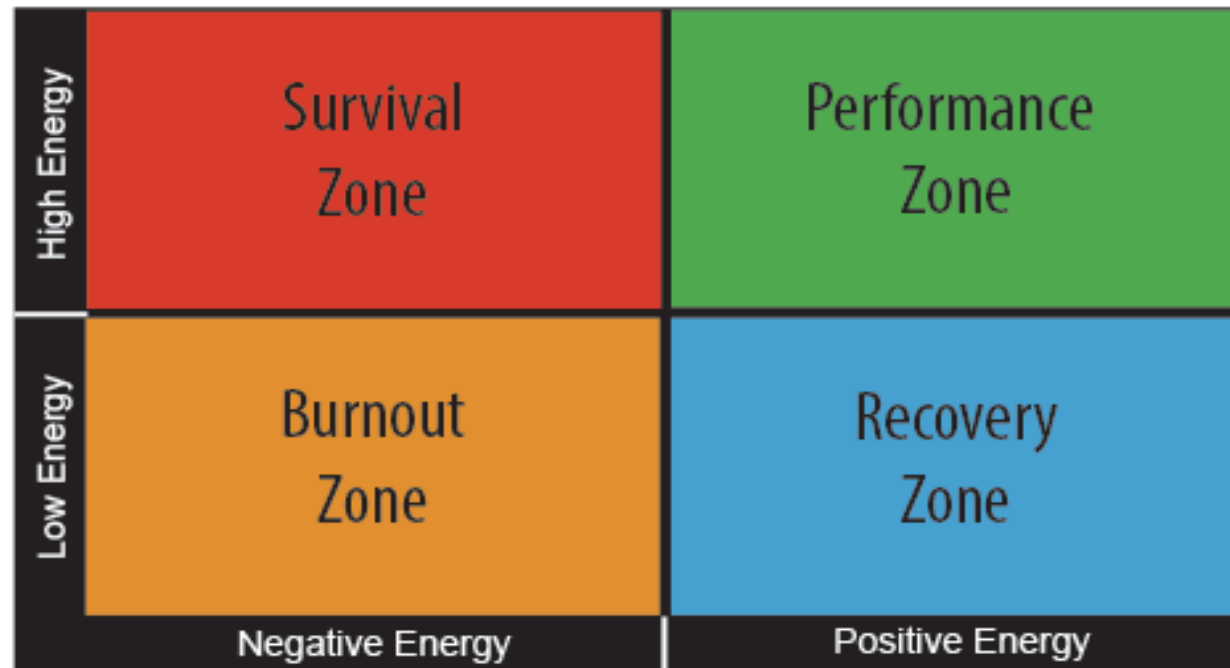 High Energy
Survival
Zone
Performance
Zone
Low Energy
Burnout
Zone
Recovery
Zone
Negative Energy
Positive Energy